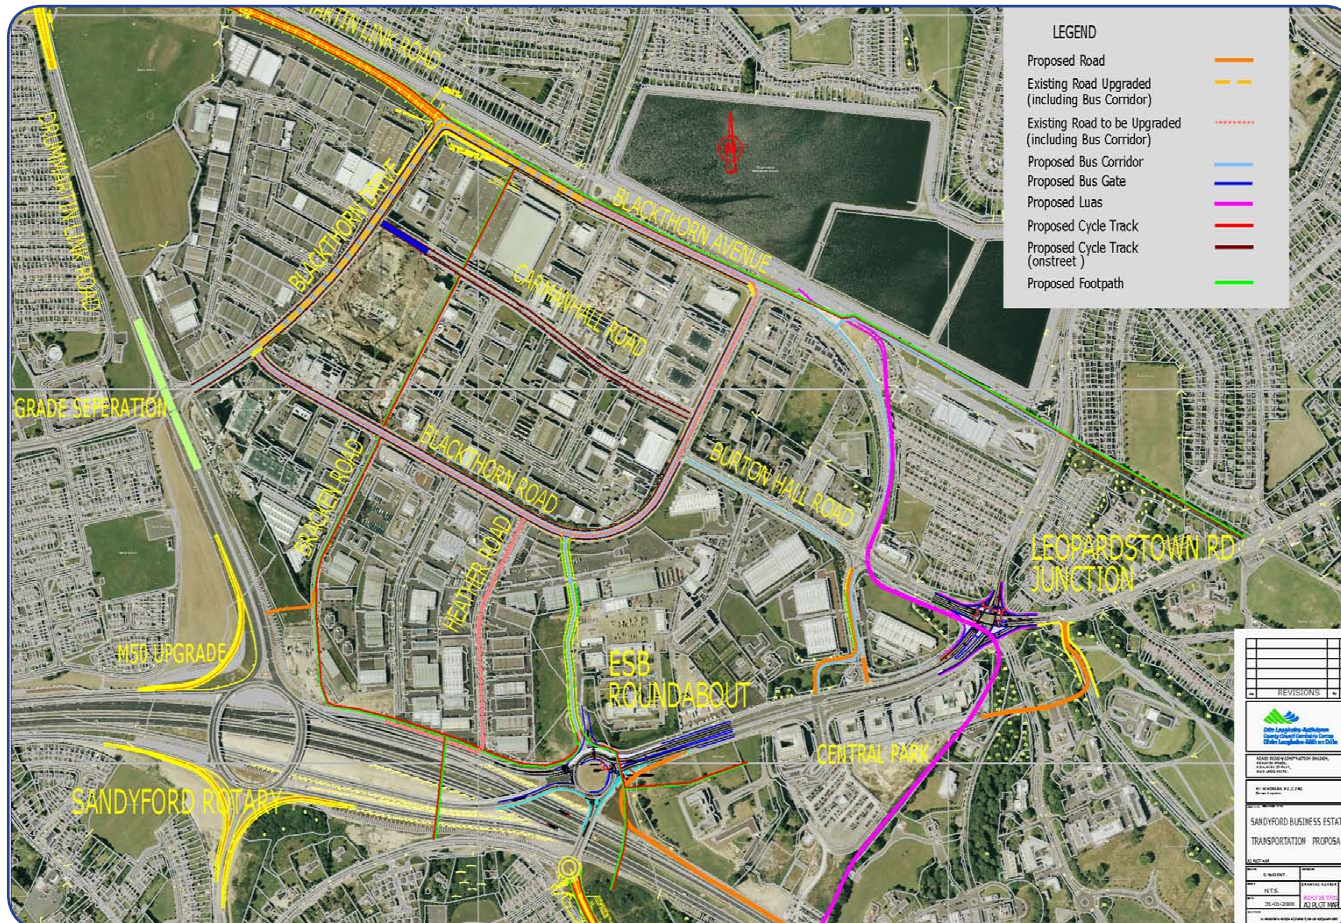 MARTIN LINK ROAD
LEGEND
Proposed Road
Existing Road Upgraded
(including Bus Corridor)
Existing Road to be Upgraded
(including Bus Corridor)
Proposed Bus Corridor
Proposed Bus Gate
Proposed Luas
Proposed Cycle Track
Proposed Cycle Track
(onstreet )
Proposed Footpath
DRUMMARTIN LINK ROAD
BLACKTHORN DRIVE
BLACKTHORN AVENUE
CARMANHALL ROAD
GRADE SEFERATION
BLACKTHORN ROAD
BRACKEN ROAD
HEATHER ROAD
BURTON HALL ROAD
LEOPARDSTOWN RD
JUNCTION
M50 UPGRADE
ESB
ROUNDABOUT
CENTRAL PARK
SANDYFORD ROTARY
REVISIONS
SANDYFORD BUSINESS ESTAT
TRANSPORTATION PROPOSA
N.T.S.
31-01-2006
A3 PLOT MAP